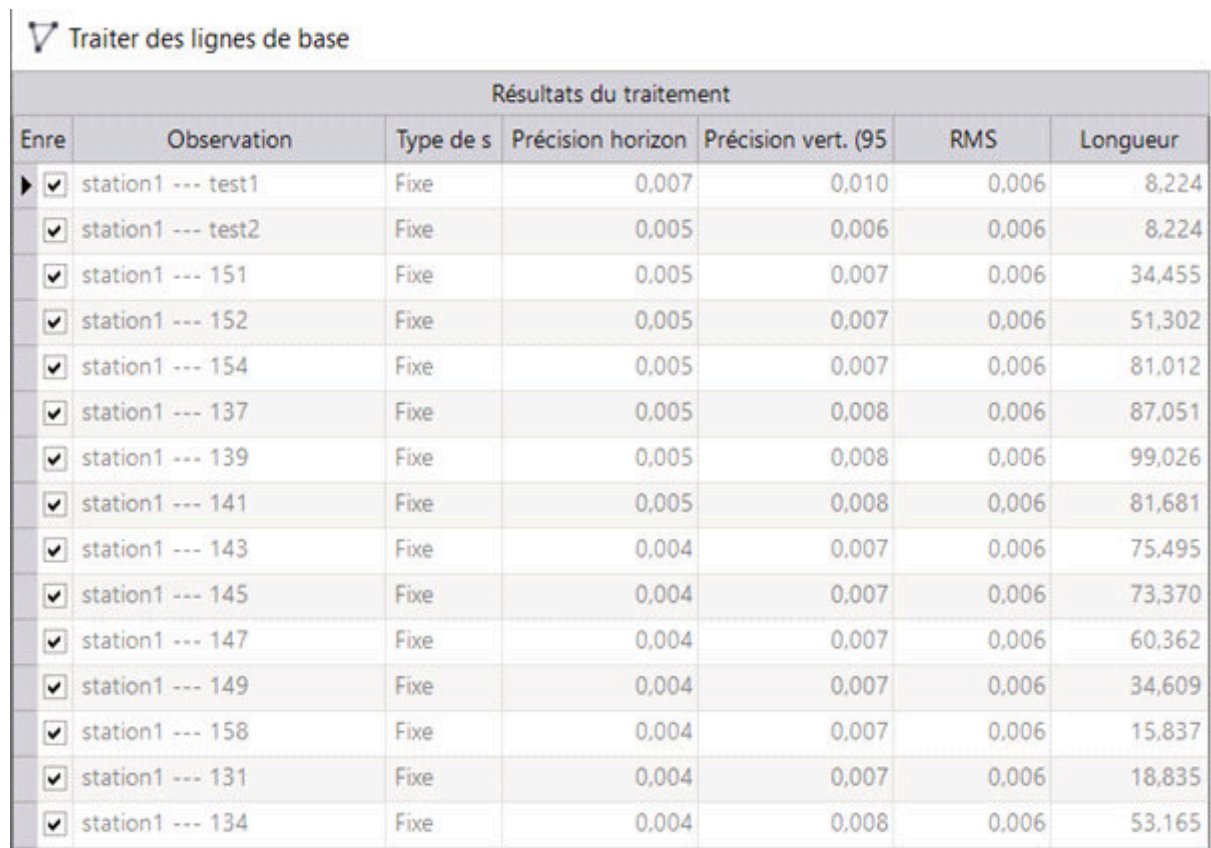 Traiter des lignes de base
Résultats du traitement
Enre Observation Type de s Précision horizon Précision vert. (95 RMS Longueur
station1 --- test1 Fixe 0,007 0,010 0,006 8,224
station1 --- test2 Fixe 0,005 0,006 0,006 8,224
station1 --- 151 Fixe 0,005 0,007 0,006 34,455
station1 --- 152 Fixe 0,005 0,007 0,006 51,302
station1 --- 154 Fixe 0,005 0,007 0,006 81,012
station1 --- 137 Fixe 0,005 0,008 0,006 87,051
station1 --- 139 Fixe 0,005 0,008 0,006 99,026
station1 --- 141 Fixe 0,005 0,008 0,006 81,681
station1 --- 143 Fixe 0,004 0,007 0,006 75,495
station1 --- 145 Fixe 0,004 0,007 0,006 73,370
station1 --- 147 Fixe 0,004 0,007 0,006 60,362
station1 --- 149 Fixe 0,004 0,007 0,006 34,609
station1 --- 158 Fixe 0,004 0,007 0,006 15,837
station1 --- 131 Fixe 0,004 0,007 0,006 18,835
station1 --- 134 Fixe 0,004 0,008 0,006 53,165